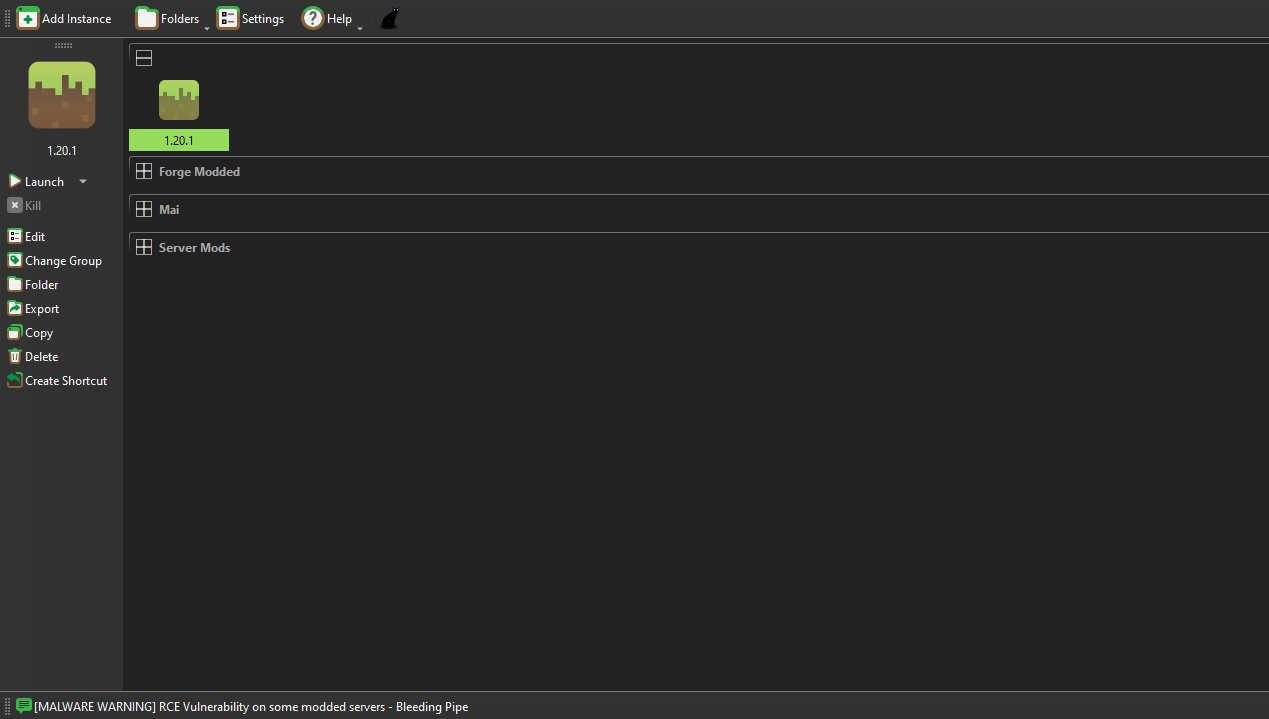 Add Instance Folders Settings Help
1.20.1
Launch
Kill
Edit
Change Group
Folder
Export
Copy
Delete
Create Shortcut
1.20.1
Forge Modded
Mai
Server Mods
[MALWARE WARNING] RCE Vulnerability on some modded servers - Bleeding Pipe